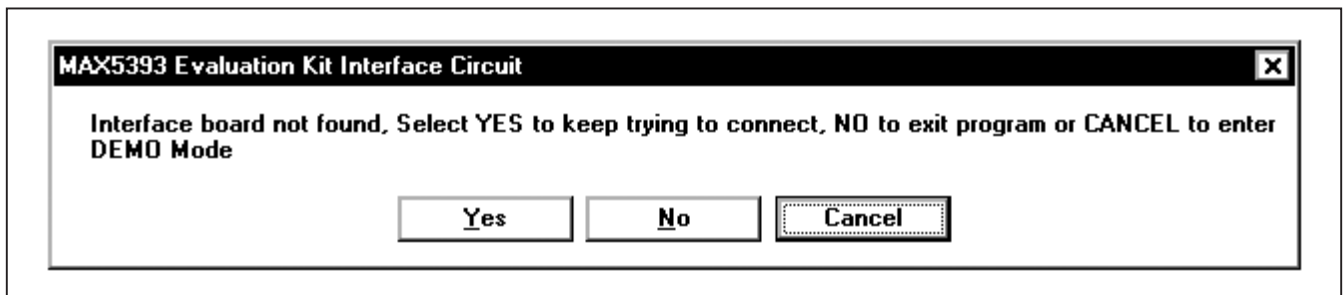 MAX5393 Evaluation Kit Interface Circuit
Interface board not found, Select YES to keep trying to connect, NO to exit program or CANCEL to enter
DEMO Mode
Yes No Cancel